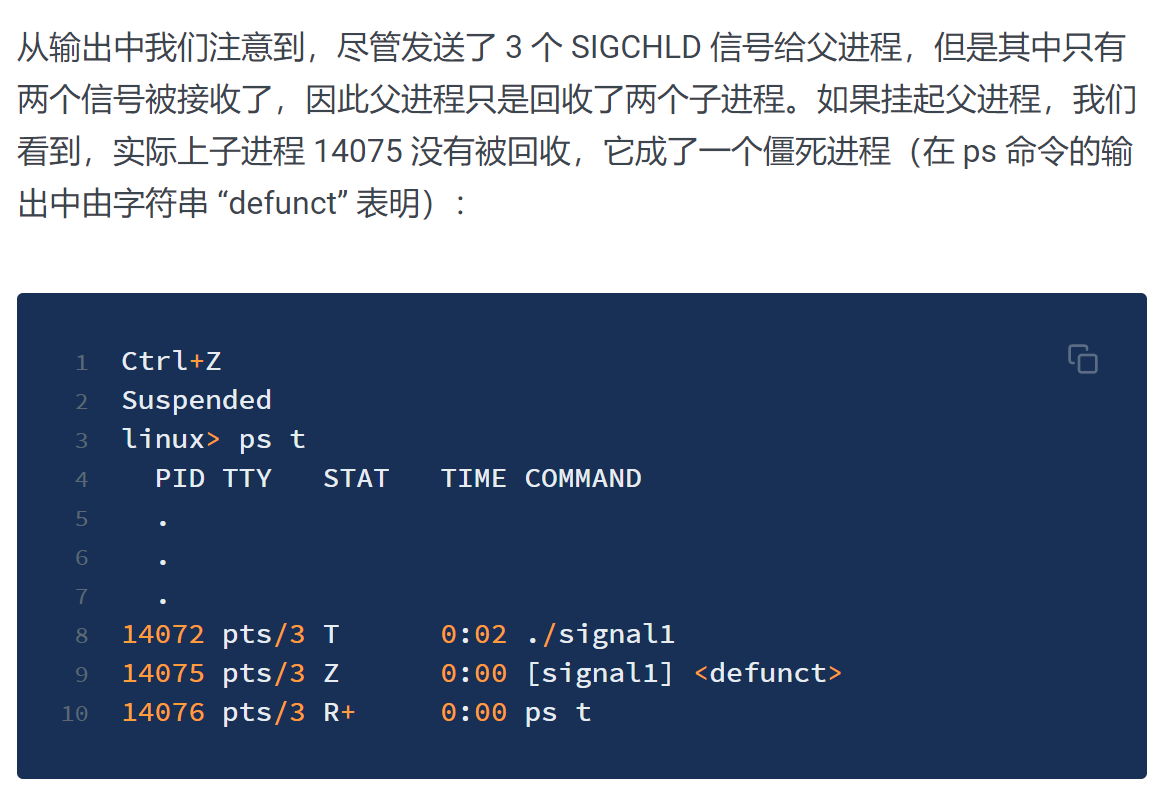 从输出中我们注意到，尽管发送了 3 个 SIGCHLD 信号给父进程，但是其中只有
两个信号被接收了，因此父进程只是回收了两个子进程。如果挂起父进程，我们
看到，实际上子进程 14075 没有被回收，它成了一个僵死进程（在 ps 命令的输
出中由字符串 “defunct” 表明）：
1 Ctrl+Z
2 Suspended
3 linux> ps t
4   PID TTY   STAT   TIME COMMAND
5   .
6   .
7   .
8 14072 pts/3 T      0:02 ./signal1
9 14075 pts/3 Z      0:00 [signal1] <defunct>
10 14076 pts/3 R+     0:00 ps t